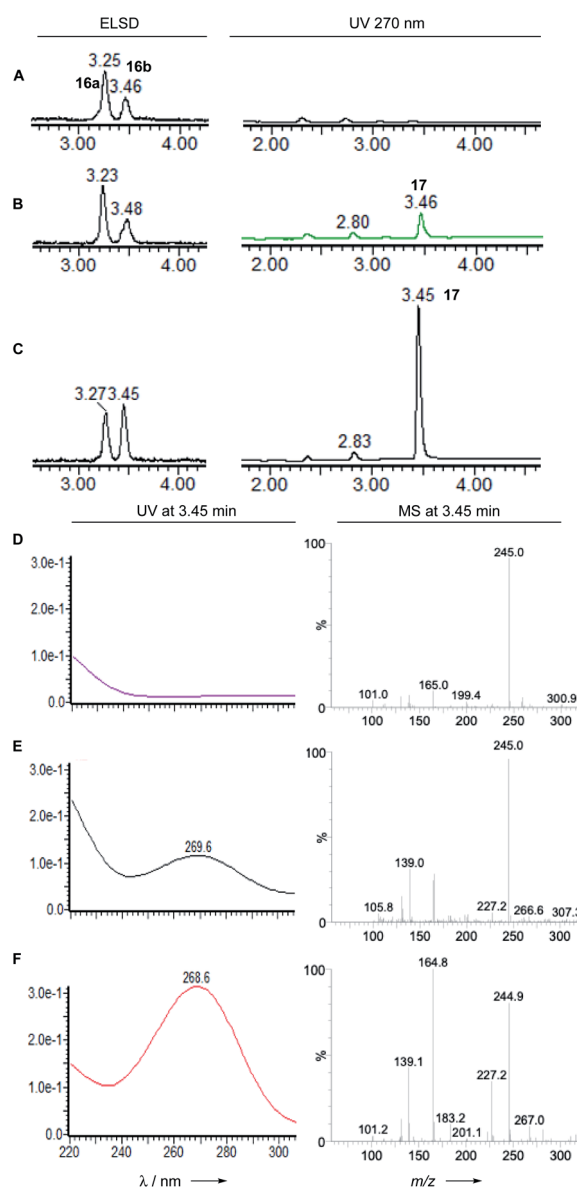 ELSD UV 270 nm
A
3.25
16a
16b
3.46
3.00 4.00 2.00 3.00 4.00
B
3.23
3.48
17
2.80
3.46
3.00 4.00 2.00 3.00 4.00
C
3.273.45
2.83
3.45 17
3.00 4.00 2.00 3.00 4.00
UV at 3.45 min MS at 3.45 min
D
3.0e-1
2.0e-1
1.0e-1
0.0
100
%
245.0
101.0
165.0
199.4
300.9
100 150 200 250 300
E
3.0e-1
2.0e-1
1.0e-1
0.0
269.6
100
%
245.0
139.0
105.8
227.2
266.6
307.3
100 150 200 250 300
F
3.0e-1
2.0e-1
1.0e-1
0.0
268.6
220 240 260 280 300
λ / nm
100
%
164.8
244.9
139.1
227.2
183.2
101.2
201.1
267.0
100 150 200 250 300
m/z